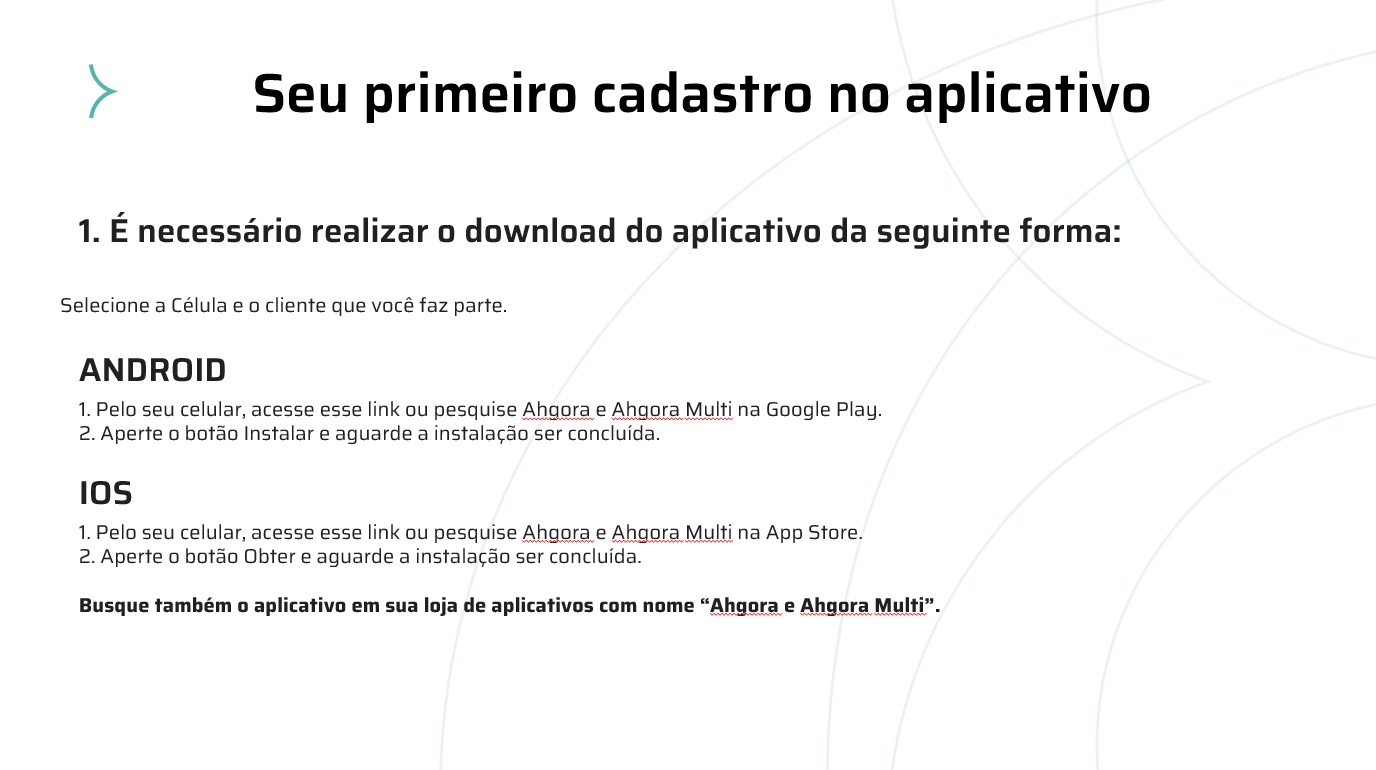 Seu primeiro cadastro no aplicativo
1. É necessário realizar o download do aplicativo da seguinte forma:
Selecione a Célula e o cliente que você faz parte.
ANDROID
1. Pelo seu celular, acesse esse link ou pesquise Ahgora e Ahgora Multi na Google Play.
2. Aperte o botão Instalar e aguarde a instalação ser concluída.
IOS
1. Pelo seu celular, acesse esse link ou pesquise Ahgora e Ahgora Multi na App Store.
2. Aperte o botão Obter e aguarde a instalação ser concluída.
Busque também o aplicativo em sua loja de aplicativos com nome “Ahgora e Ahgora Multi”.